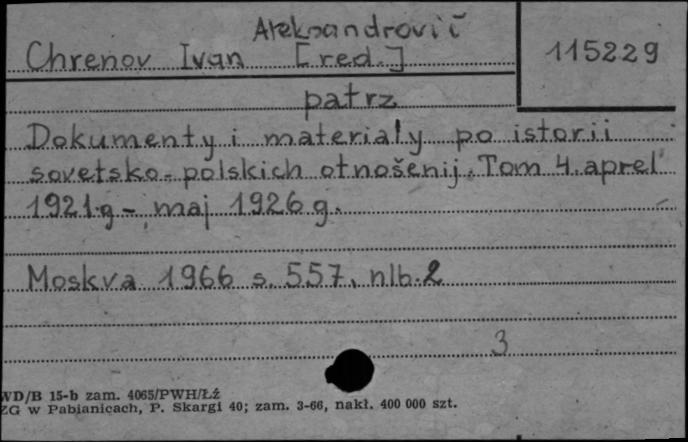 Aleksandrovič
Chrenov Ivan [red.]
115229
patrz
Dokumenty i materiały po istorii
sovetsko-polskich otnošenij. Tom 4. aprel
1921 g - maj 1926 g.
Moskva 1966 s. 557, nlb. 2
3
WD/B 15-b zam. 4065/PWH/Łź
ZG w Pabianicach, P. Skargi 40; zam. 3-66, nakł. 400 000 szt.